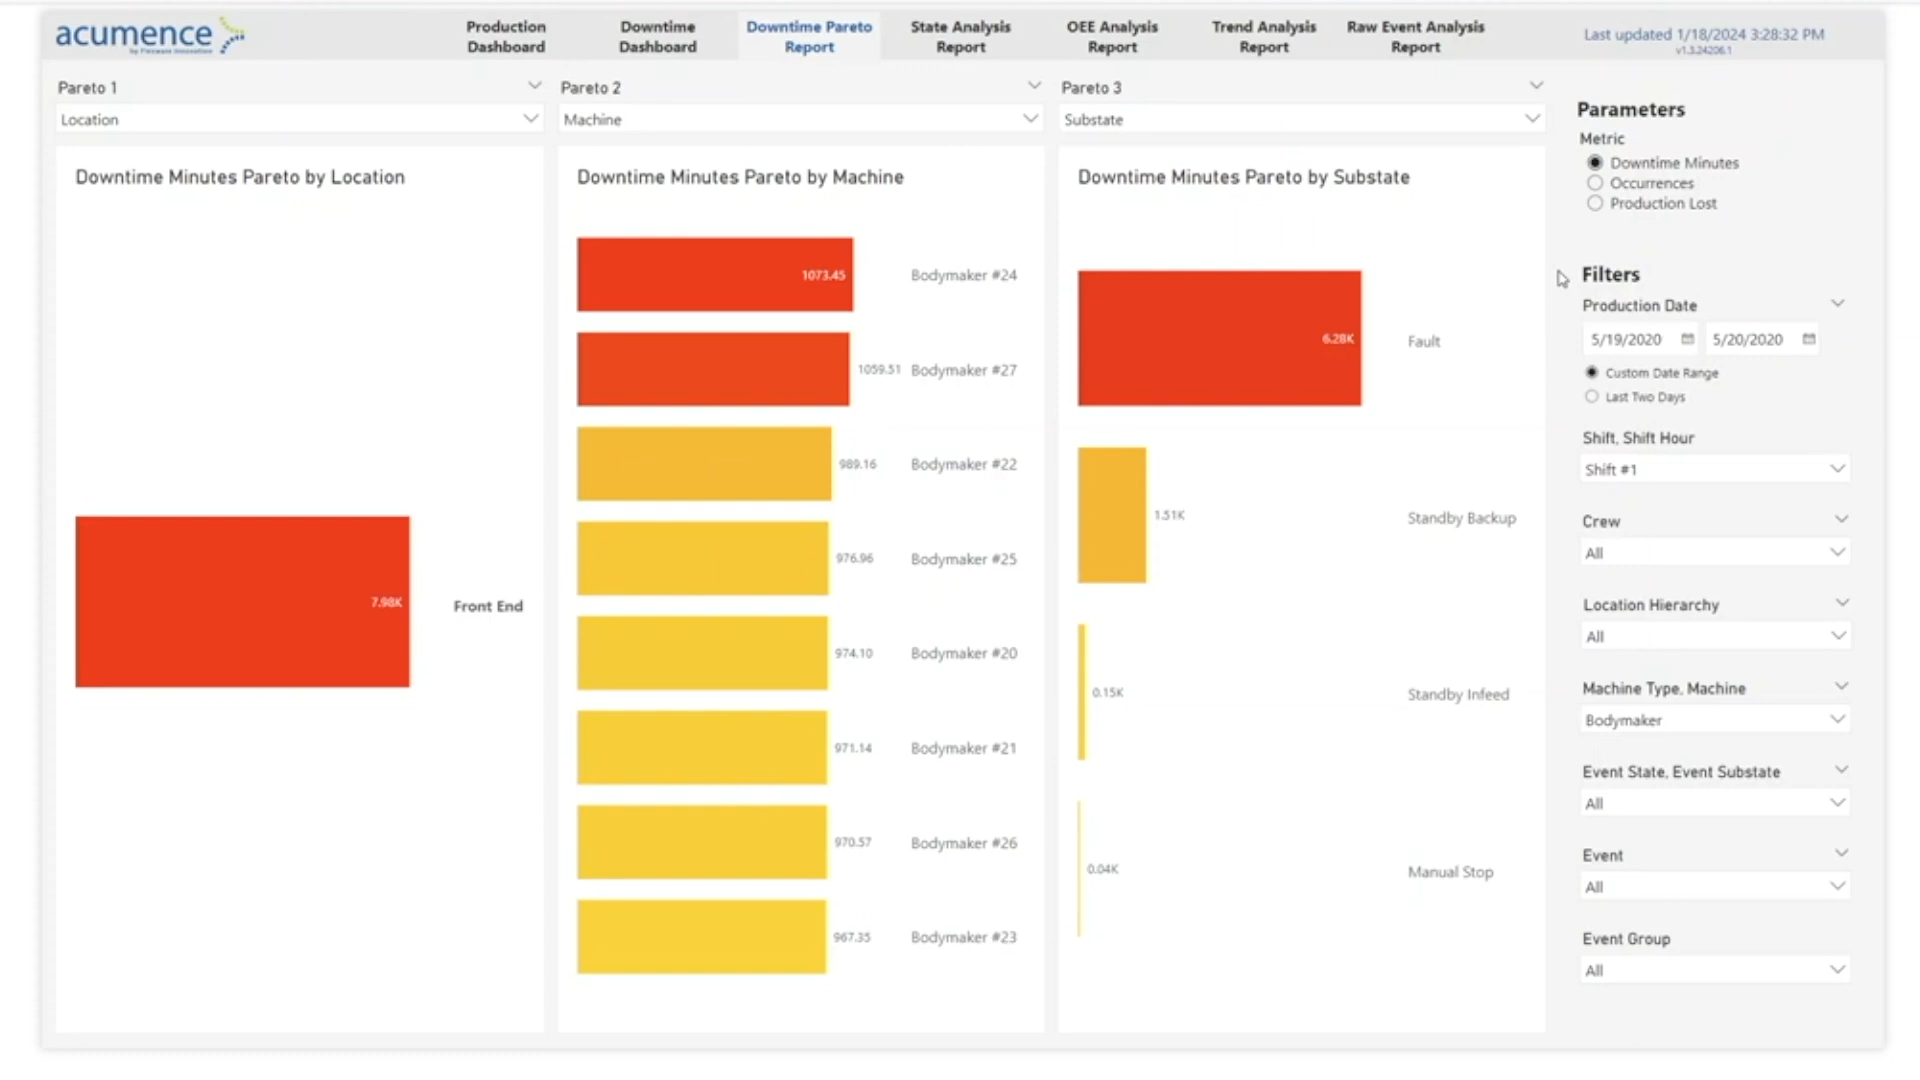 acumence
by Flexware Innovation
Production
Dashboard
Downtime
Dashboard
Downtime Pareto
Report
State Analysis
Report
OEE Analysis
Report
Trend Analysis
Report
Raw Event Analysis
Report
Last updated 1/18/2024 3:28:32 PM
v1.3.24206.1
Pareto 1
Location
Pareto 2
Machine
Pareto 3
Substate
Downtime Minutes Pareto by Location
7.98K
Front End
Downtime Minutes Pareto by Machine
1073.45 Bodymaker #24
1059.51 Bodymaker #27
989.16 Bodymaker #22
976.96 Bodymaker #25
974.10 Bodymaker #20
971.14 Bodymaker #21
970.57 Bodymaker #26
967.35 Bodymaker #23
Downtime Minutes Pareto by Substate
6.28K Fault
1.51K Standby Backup
0.15K Standby Infeed
0.04K Manual Stop
Parameters
Metric
Downtime Minutes
Occurrences
Production Lost
Filters
Production Date
5/19/2020 5/20/2020
Custom Date Range
Last Two Days
Shift, Shift Hour
Shift #1
Crew
All
Location Hierarchy
All
Machine Type, Machine
Bodymaker
Event State, Event Substate
All
Event
All
Event Group
All